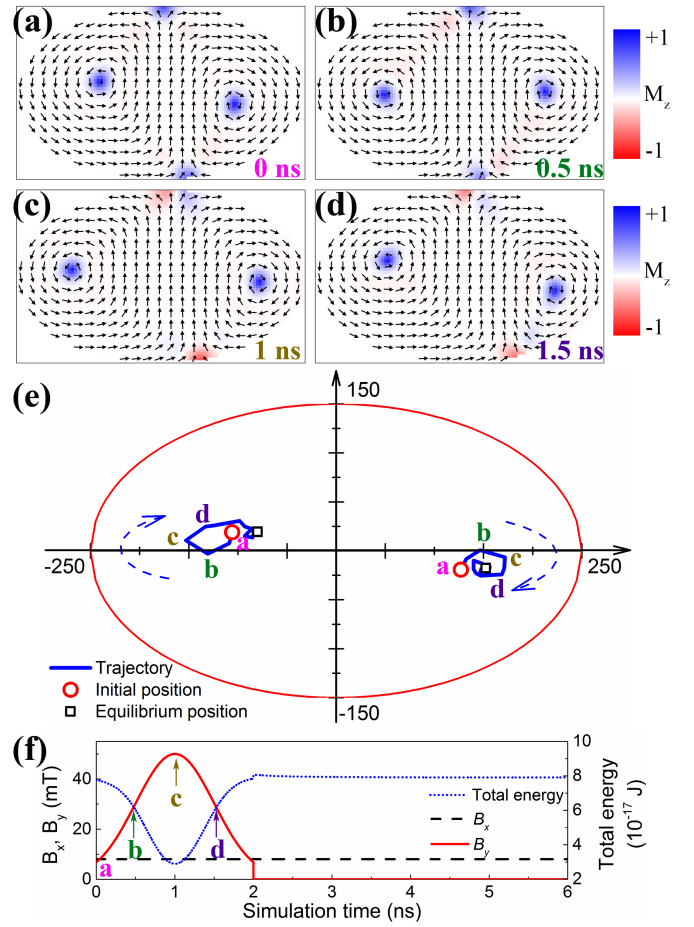 (a)
(b)
+1
M_z
-1
0 ns
0.5 ns
(c)
(d)
+1
M_z
-1
1 ns
1.5 ns
(e)
150
d
c
a
b
b
c
a
d
-250
250
Trajectory
Initial position
Equilibrium position
-150
(f)
B_x, B_y (mT)
40
20
0
10
8
6
4
2
Total energy
(10^-17 J)
Total energy
B_x
B_y
a
b
c
d
0
1
2
3
4
5
6
Simulation time (ns)